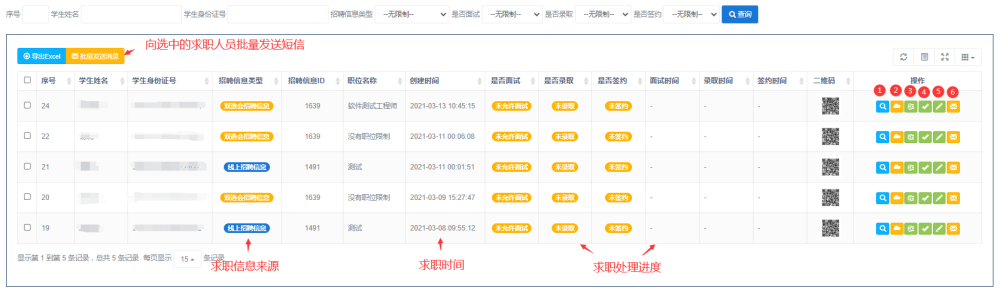 序号 学生姓名 学生身份证号 招聘信息类型 --无限制-- 是否面试 --无限制-- 是否录取 --无限制-- 是否签约 --无限制-- 查询
向选中的求职人员批量发送短信
导出Excel 批量发送消息
序号 学生姓名 学生身份证号 招聘信息类型 招聘信息ID 职位名称 创建时间 是否面试 是否录取 是否签约 面试时间 录取时间 签约时间 二维码 操作
1 2 3 4 5 6
24 双选会招聘信息 1639 软件测试工程师 2021-03-13 10:45:15 未允许面试 未录取 未签约 - - -
22 双选会招聘信息 1639 没有职位限制 2021-03-11 00:06:08 未允许面试 未录取 未签约 - - -
21 线上招聘信息 1491 测试 2021-03-11 00:01:51 未允许面试 未录取 未签约 - - -
20 双选会招聘信息 1639 没有职位限制 2021-03-09 15:27:47 未允许面试 未录取 未签约 - - -
19 线上招聘信息 1491 测试 2021-03-08 09:55:12 未允许面试 未录取 未签约 - - -
显示第 1 到第 5 条记录，总共 5 条记录 每页显示 15 条记录
求职信息来源 求职时间 求职处理进度